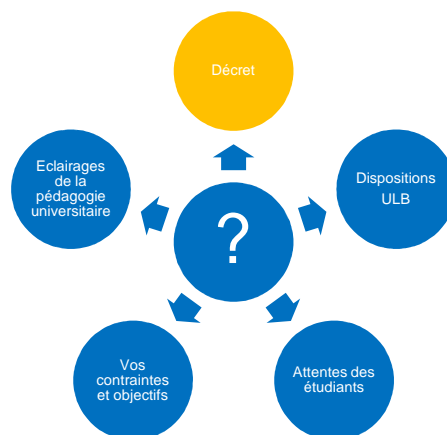 Décret
Eclairages
de la
pédagogie
universitaire
Dispositions
ULB
?
Vos
contraintes
et objectifs
Attentes des
étudiants